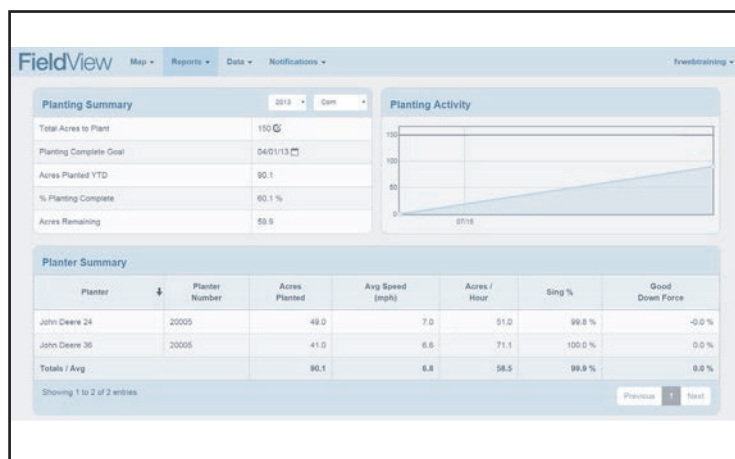 FieldView Map Reports Data Notifications fvwebtraining
Planting Summary 2013 Corn
Total Acres to Plant 150
Planting Complete Goal 04/01/13
Acres Planted YTD 90.1
% Planting Complete 60.1 %
Acres Remaining 59.9
Planting Activity
150
100
50
0
07/15
Planter Summary
Planter Planter Number Acres Planted Avg Speed (mph) Acres / Hour Sing % Good Down Force
John Deere 24 20005 49.0 7.0 51.0 99.8 % -0.0 %
John Deere 36 20005 41.0 6.6 71.1 100.0 % 0.0 %
Totals / Avg 90.1 6.8 58.5 99.9 % 0.0 %
Showing 1 to 2 of 2 entries
Previous 1 Next